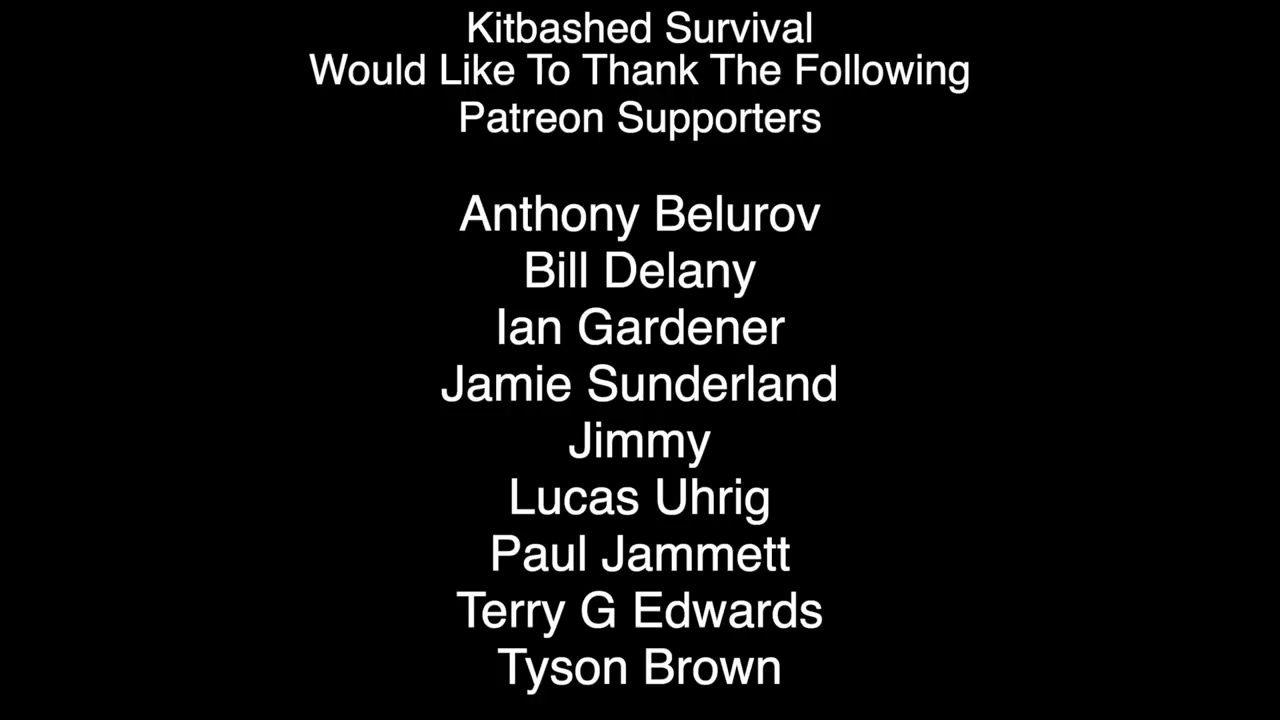 Kitbashed Survival
Would Like To Thank The Following
Patreon Supporters
Anthony Belurov
Bill Delany
Ian Gardener
Jamie Sunderland
Jimmy
Lucas Uhrig
Paul Jammett
Terry G Edwards
Tyson Brown